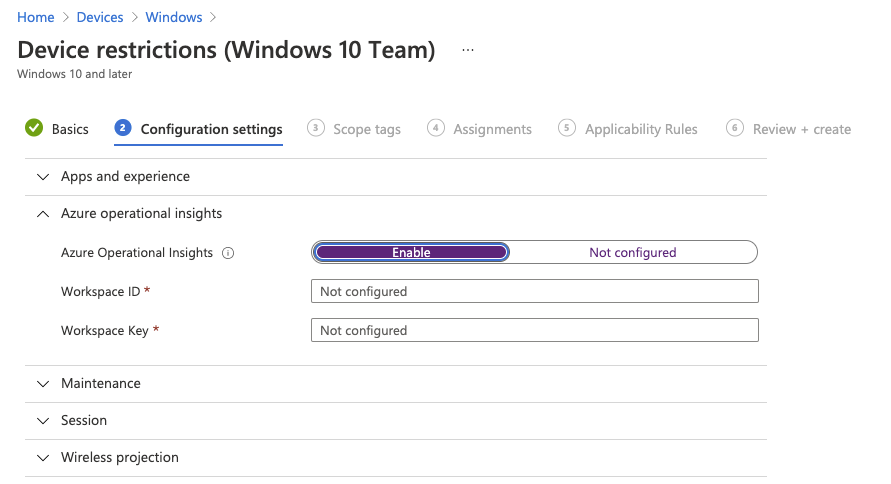 Home > Devices > Windows >
Device restrictions (Windows 10 Team) ...
Windows 10 and later
Basics 2 Configuration settings 3 Scope tags 4 Assignments 5 Applicability Rules 6 Review + create
Apps and experience
Azure operational insights
Azure Operational Insights Enable Not configured
Workspace ID * Not configured
Workspace Key * Not configured
Maintenance
Session
Wireless projection